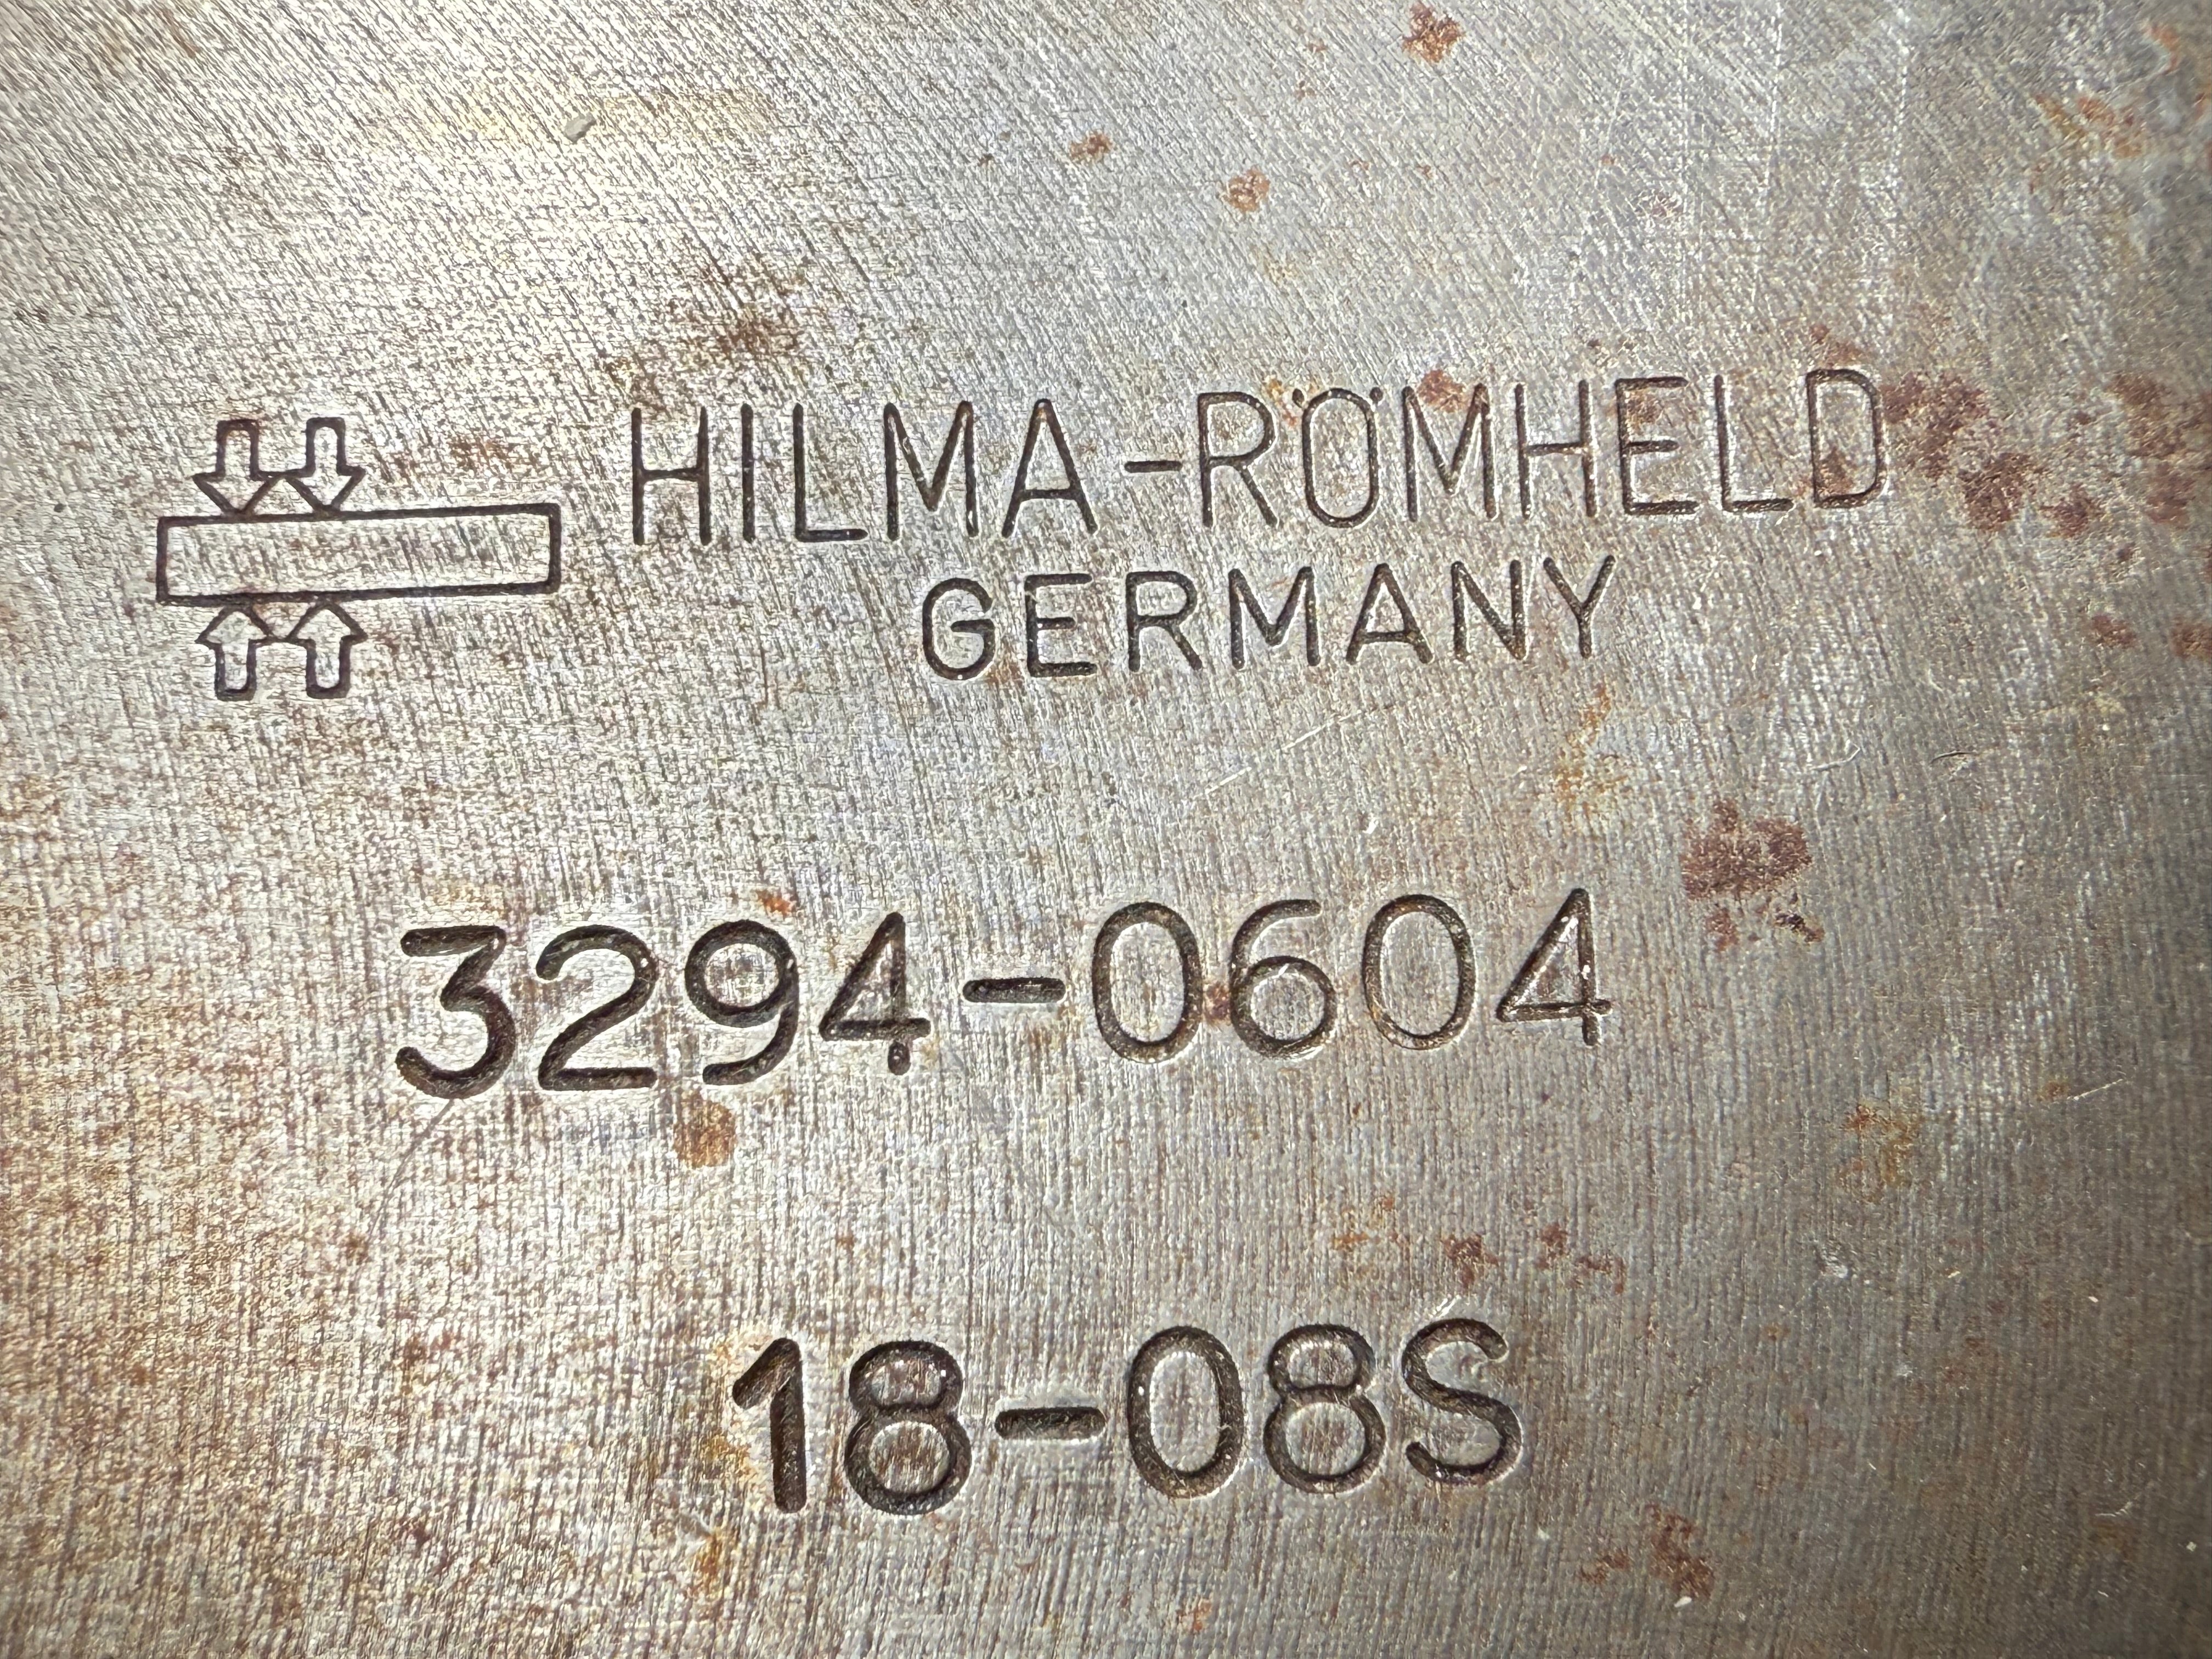 HILMA-RÖMHELD
GERMANY
3294-0604
18-08S